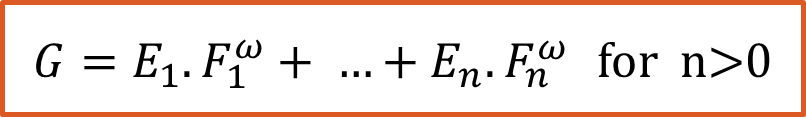 G = E₁.F₁^ω + ... + Eₙ.Fₙ^ω for n>0